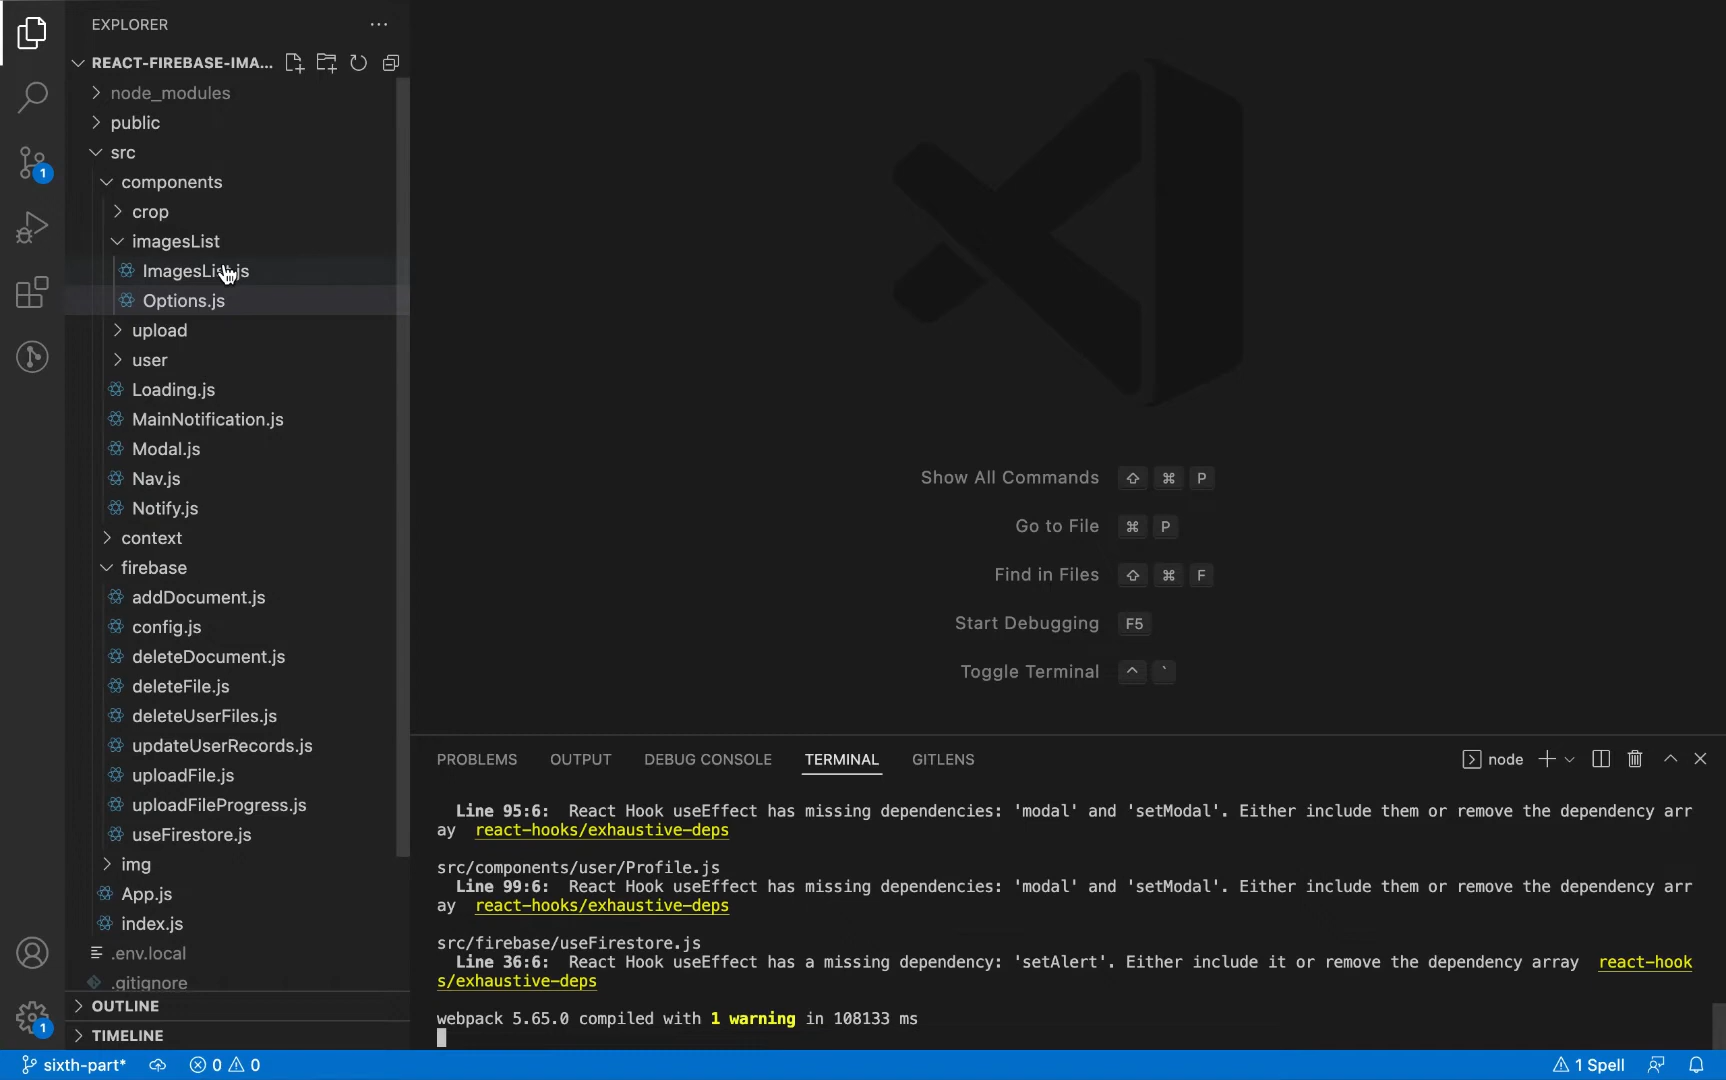 EXPLORER
REACT-FIREBASE-IMA...
node_modules
public
src
components
crop
imagesList
ImagesList.js
Options.js
upload
user
Loading.js
MainNotification.js
Modal.js
Nav.js
Notify.js
context
firebase
addDocument.js
config.js
deleteDocument.js
deleteFile.js
deleteUserFiles.js
updateUserRecords.js
uploadFile.js
uploadFileProgress.js
useFirestore.js
img
App.js
index.js
.env.local
.gitignore
OUTLINE
TIMELINE
1
1
Show All Commands ⇧ ⌘ P
Go to File ⌘ P
Find in Files ⇧ ⌘ F
Start Debugging F5
Toggle Terminal ^ `
PROBLEMS OUTPUT DEBUG CONSOLE TERMINAL GITLENS node
Line 95:6: React Hook useEffect has missing dependencies: 'modal' and 'setModal'. Either include them or remove the dependency arr
ay react-hooks/exhaustive-deps
src/components/user/Profile.js
Line 99:6: React Hook useEffect has missing dependencies: 'modal' and 'setModal'. Either include them or remove the dependency arr
ay react-hooks/exhaustive-deps
src/firebase/useFirestore.js
Line 36:6: React Hook useEffect has a missing dependency: 'setAlert'. Either include it or remove the dependency array react-hook
s/exhaustive-deps
webpack 5.65.0 compiled with 1 warning in 108133 ms
sixth-part* 0 0 1 Spell